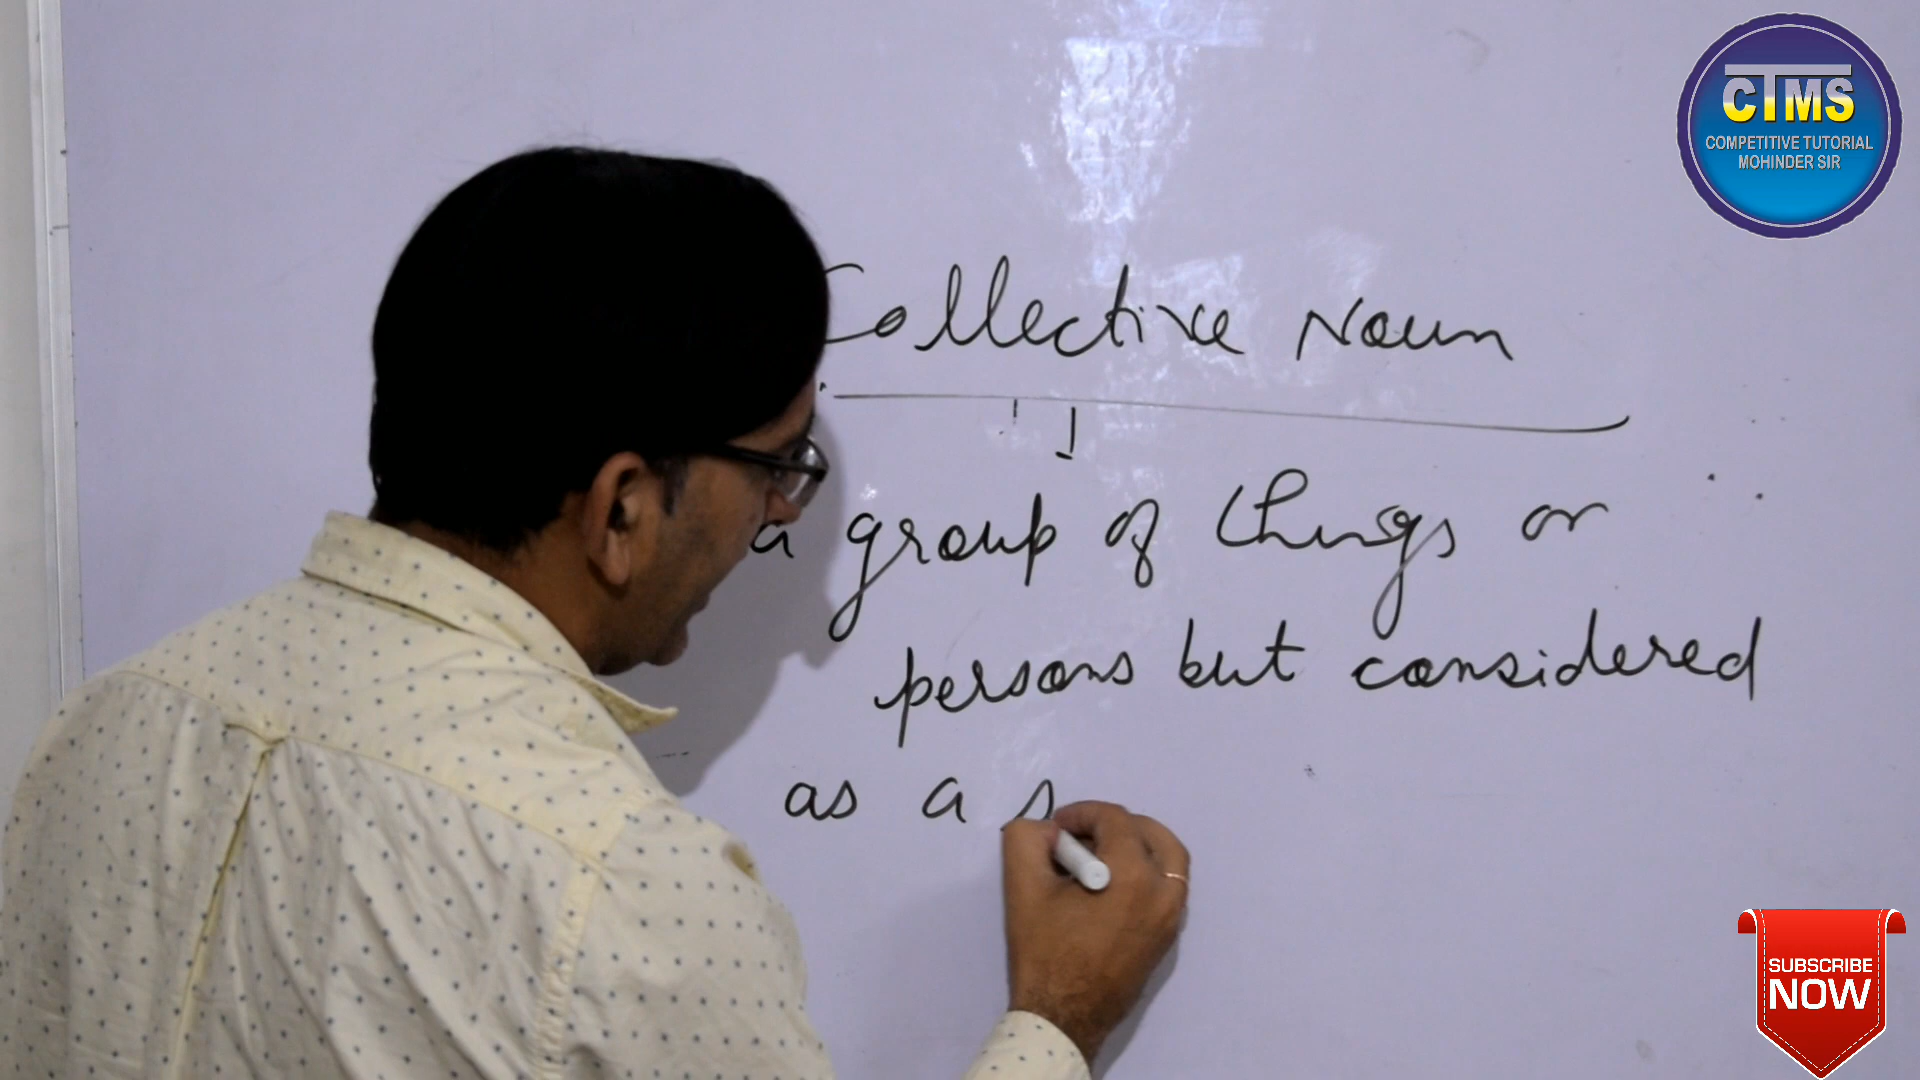 CTMS
COMPETITIVE TUTORIAL
MOHINDER SIR
Collective Noun
a group of things or
persons but considered
as a s
SUBSCRIBE
NOW